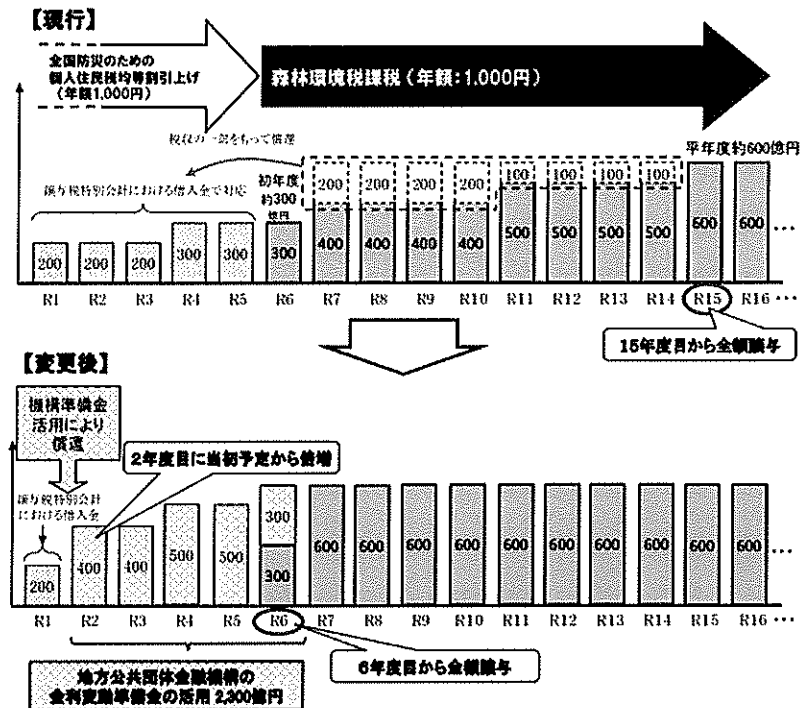 【現行】
全国防災のための
個人住民税均等割引上げ
（年額1,000円）
森林環境税課税（年額：1,000円）
税収の一部をもって償還
平年度約600億円
譲与税特別会計における借入金で対応
初年度
約300
億円
200 200 200 200 100 100 100 100
200 200 200 300 300 300 400 400 400 400 500 500 500 500 600 600 ･･･
R1 R2 R3 R4 R5 R6 R7 R8 R9 R10 R11 R12 R13 R14 R15 R16 ･･･
15年度目から全額譲与
【変更後】
機構準備金
活用により
償還
2年度目に当初予定から倍増
譲与税特別会計
における借入金
300
200 400 400 500 500 300 600 600 600 600 600 600 600 600 600 600 ･･･
R1 R2 R3 R4 R5 R6 R7 R8 R9 R10 R11 R12 R13 R14 R15 R16 ･･･
6年度目から全額譲与
地方公共団体金融機構の
金利変動準備金の活用 2,300億円